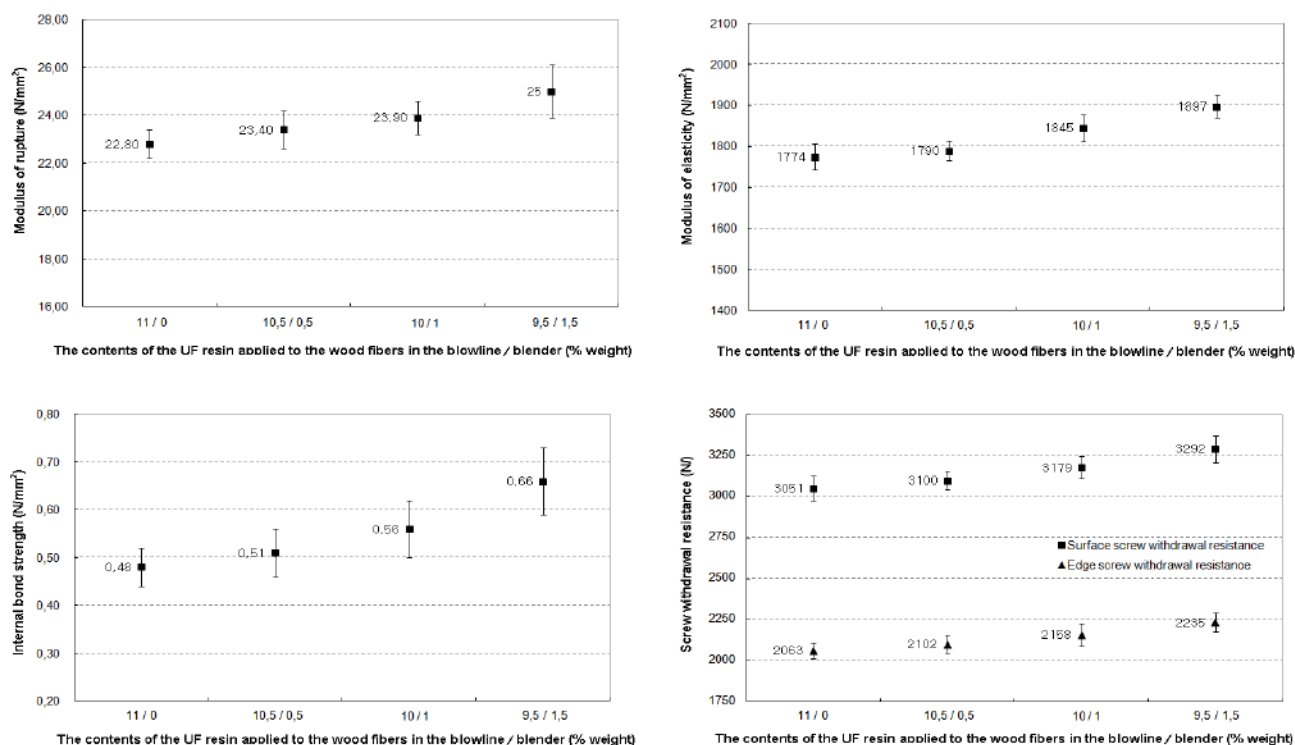 Modulus of rupture (N/mm²)
28,00
26,00
24,00
22,00
20,00
18,00
16,00
22,80
23,40
23,90
25
11 / 0
10,5 / 0,5
10 / 1
9,5 / 1,5
The contents of the UF resin applied to the wood fibers in the blowline / blender (% weight)
Modulus of elasticity (N/mm²)
2100
2000
1900
1800
1700
1600
1500
1400
1774
1790
1845
1897
11 / 0
10,5 / 0,5
10 / 1
9,5 / 1,5
The contents of the UF resin applied to the wood fibers in the blowline / blender (% weight)
Internal bond strength (N/mm²)
0,80
0,70
0,60
0,50
0,40
0,30
0,20
0,48
0,51
0,56
0,66
11 / 0
10,5 / 0,5
10 / 1
9,5 / 1,5
The contents of the UF resin applied to the wood fibers in the blowline / blender (% weight)
Screw withdrawal resistance (N/)
3500
3250
3000
2750
2500
2250
2000
1750
3051
3100
3179
3292
Surface screw withdrawal resistance
Edge screw withdrawal resistance
2063
2102
2158
2235
11 / 0
10,5 / 0,5
10 / 1
9,5 / 1,5
The contents of the UF resin applied to the wood fibers in the blowline / blender (% weight)